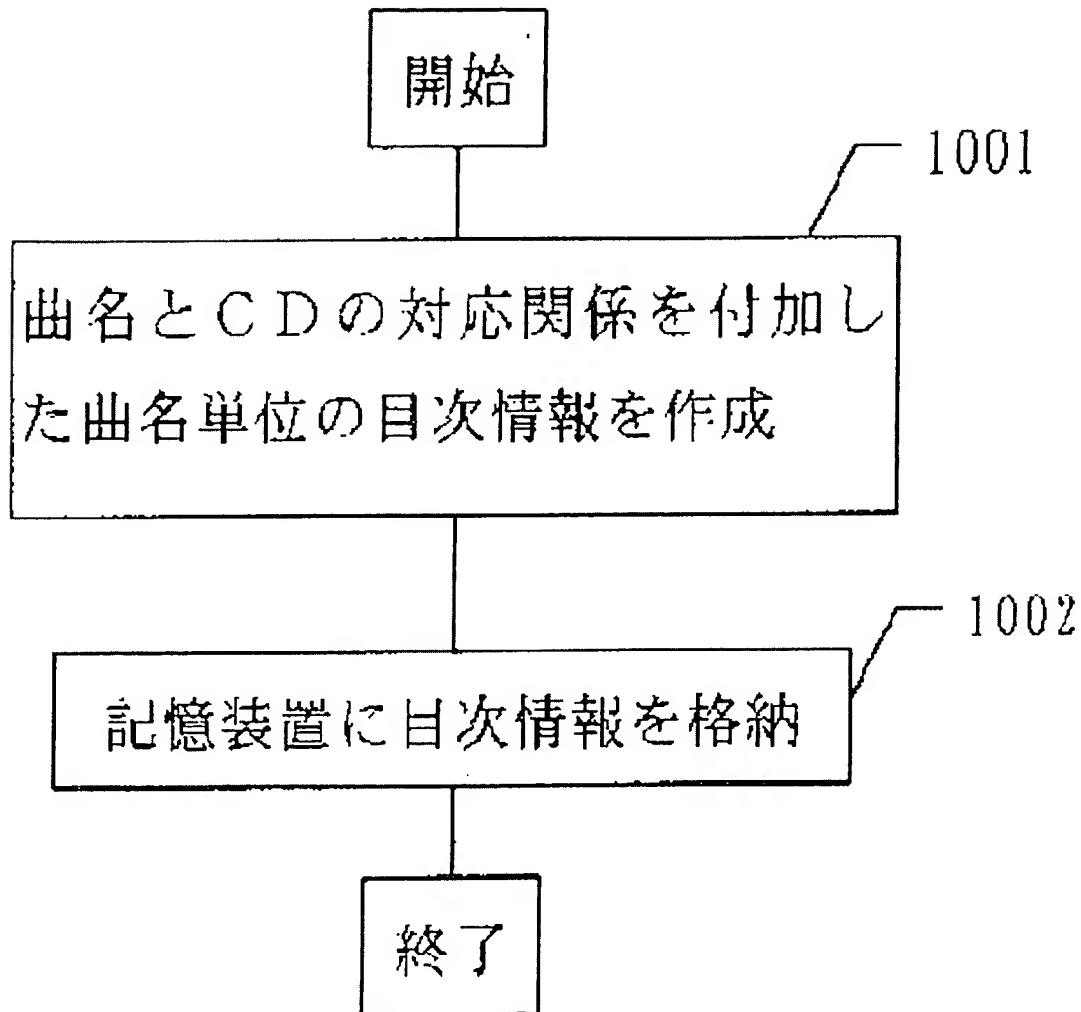 開始
1001
曲名とＣＤの対応関係を付加し
た曲名単位の目次情報を作成
1002
記憶装置に目次情報を格納
終了